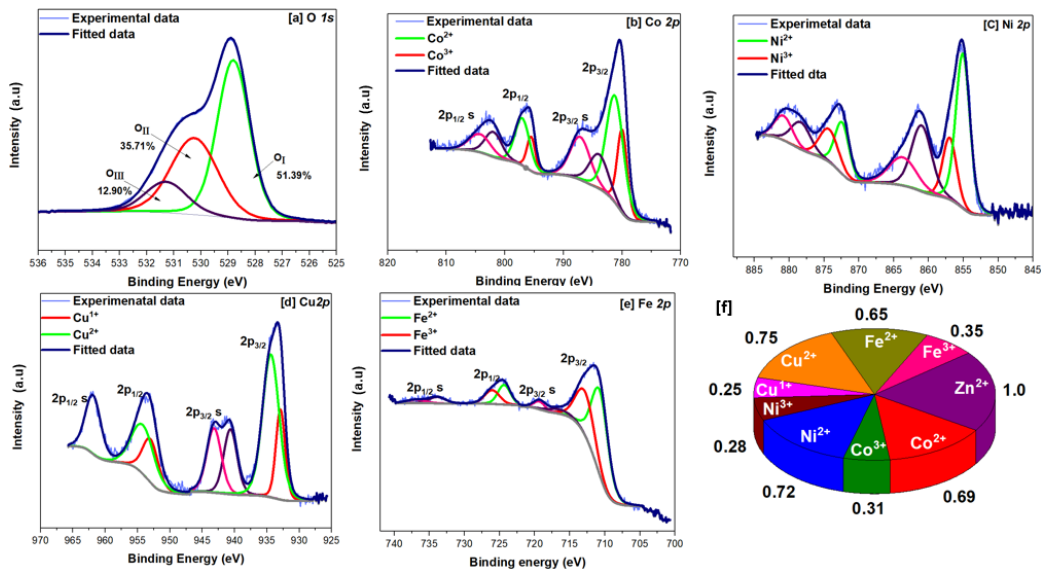 Experimental data
Fitted data
[a] O 1s
O_II
35.71%
O_III
12.90%
O_I
51.39%
Intensity (a.u)
536 535 534 533 532 531 530 529 528 527 526 525
Binding Energy (eV)
Experimental data
Co2+
Co3+
Fitted data
[b] Co 2p
2p1/2 s
2p1/2
2p3/2 s
2p3/2
Intensity (a.u)
820 810 800 790 780 770
Binding Energy (eV)
Experimetal data
Ni2+
Ni3+
Fitted dta
[C] Ni 2p
Intensity (a.u)
885 880 875 870 865 860 855 850 845
Binding Energy (eV)
Experimenatal data
Cu1+
Cu2+
Fitted data
[d] Cu2p
2p1/2 s
2p1/2
2p3/2 s
2p3/2
Intensity (a.u)
970 965 960 955 950 945 940 935 930 925
Binding Energy (eV)
Experimental data
Fe2+
Fe3+
Fitted data
[e] Fe 2p
2p1/2 s
2p1/2
2p3/2 s
2p3/2
Intensity (a.u)
740 735 730 725 720 715 710 705 700
Binding energy (eV)
[f]
0.65
0.35
0.75
Fe2+
Fe3+
Cu2+
Zn2+
1.0
0.25
Cu1+
Ni3+
0.28
Ni2+
Co3+
Co2+
0.72
0.31
0.69